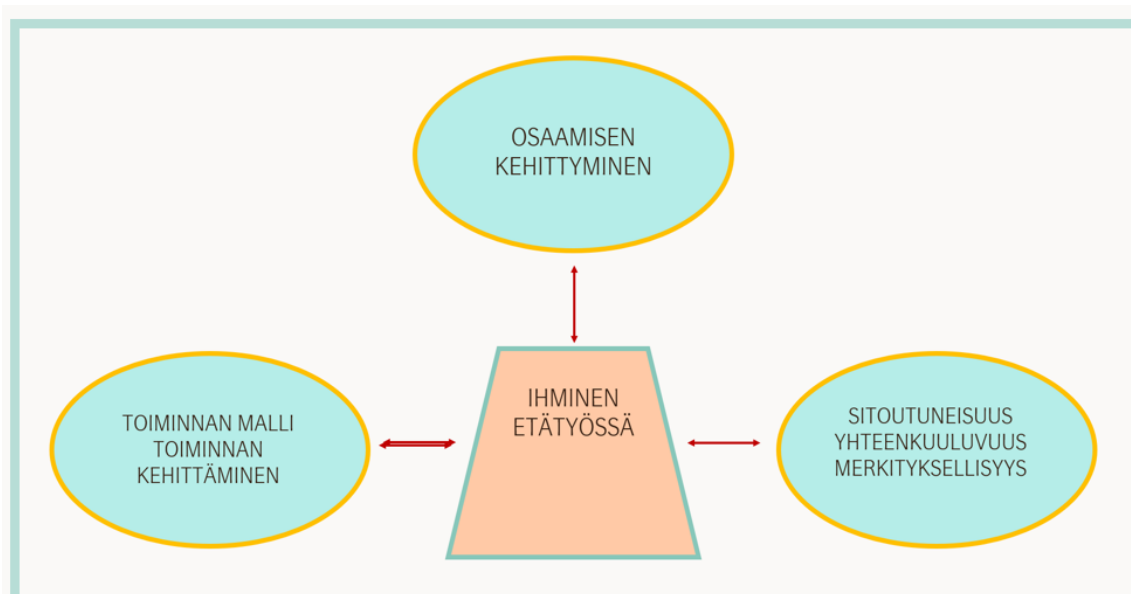 OSAAMISEN
KEHITTYMINEN
TOIMINNAN MALLI
TOIMINNAN
KEHITTÄMINEN
IHMINEN
ETÄTYÖSSÄ
SITOUTUNEISUUS
YHTEENKUULUVUUS
MERKITYKSELLISYYS